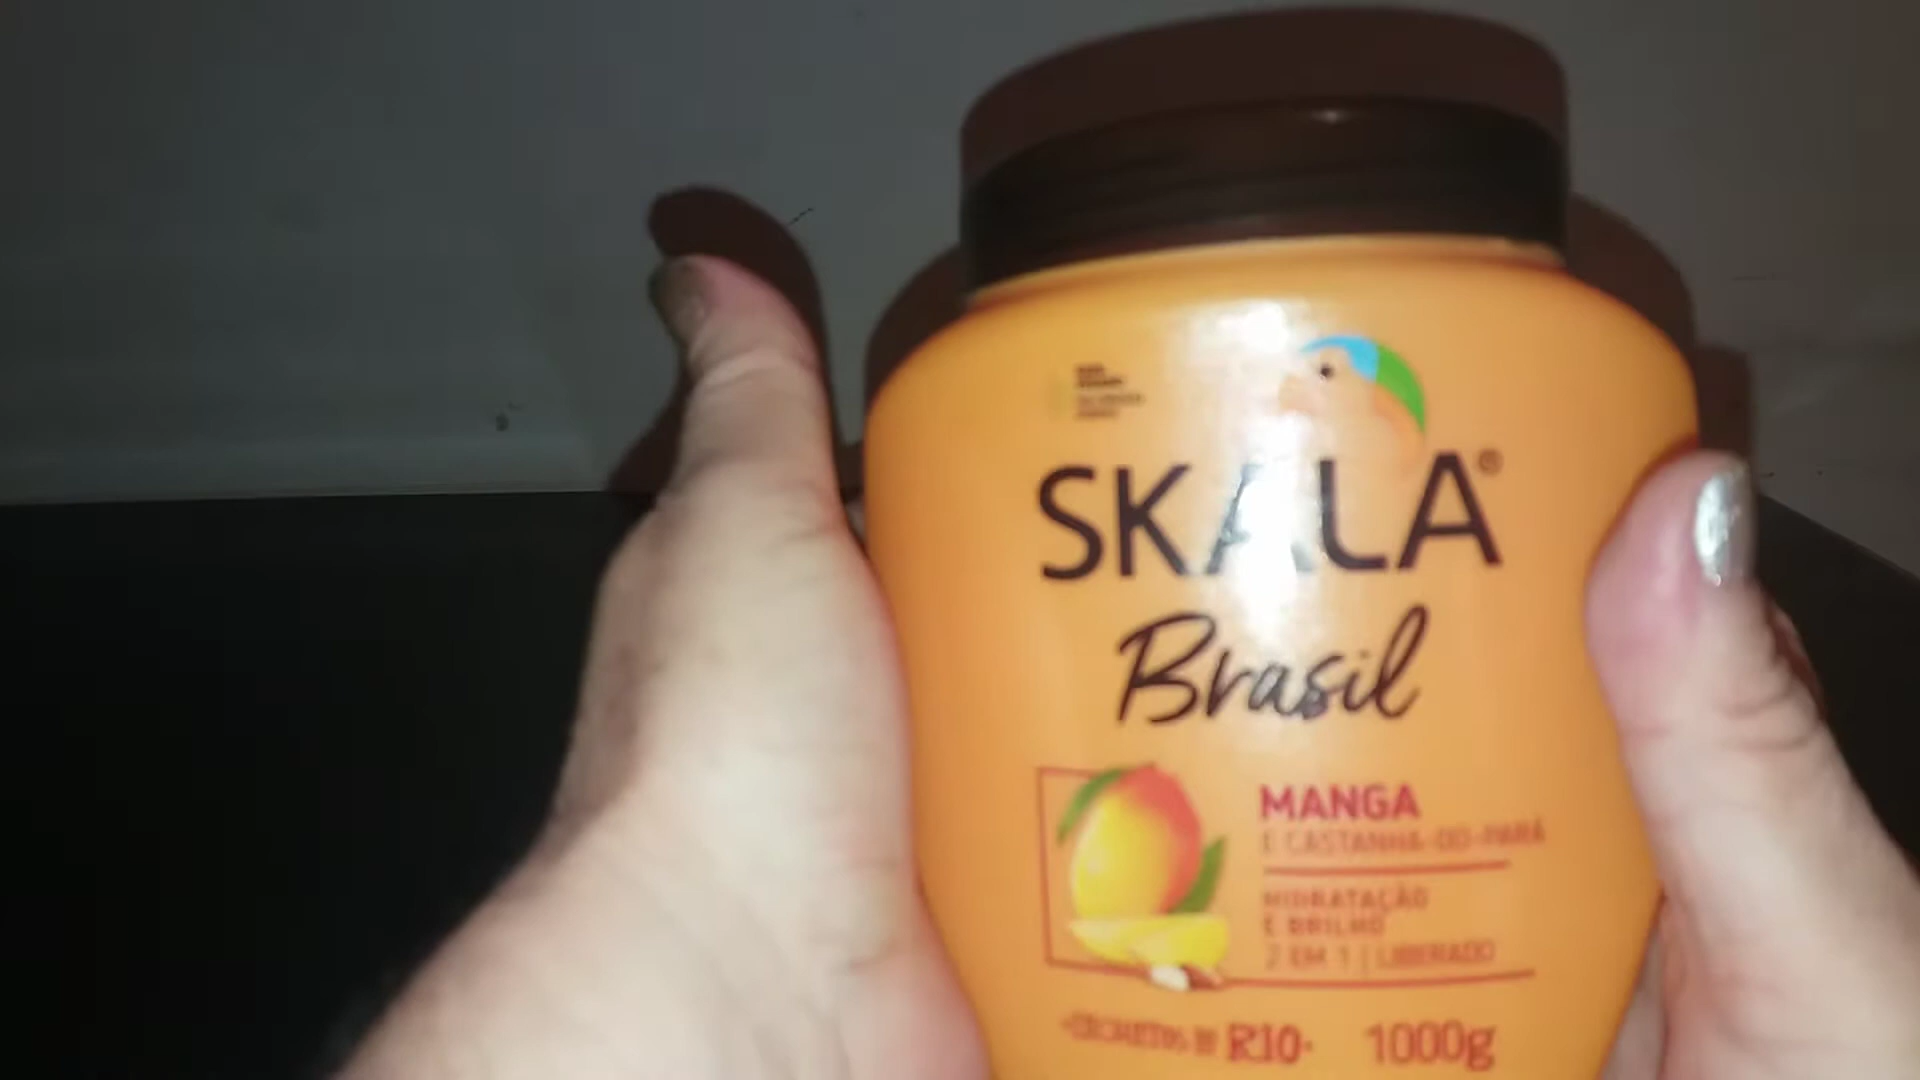 SKALA®
Brasil
MANGA
E CASTANHA-DO-PARÁ
HIDRATAÇÃO
E BRILHO
2 EM 1 | LIBERADO
1000g